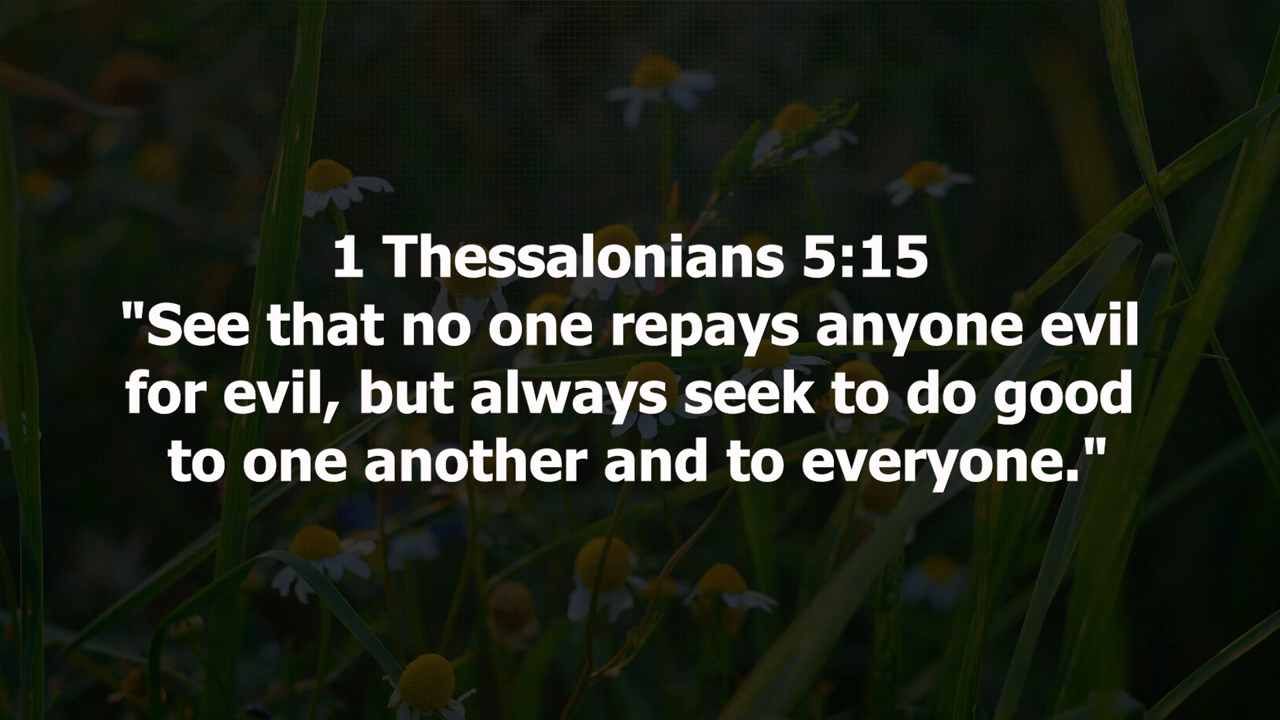 1 Thessalonians 5:15
"See that no one repays anyone evil
for evil, but always seek to do good
to one another and to everyone."